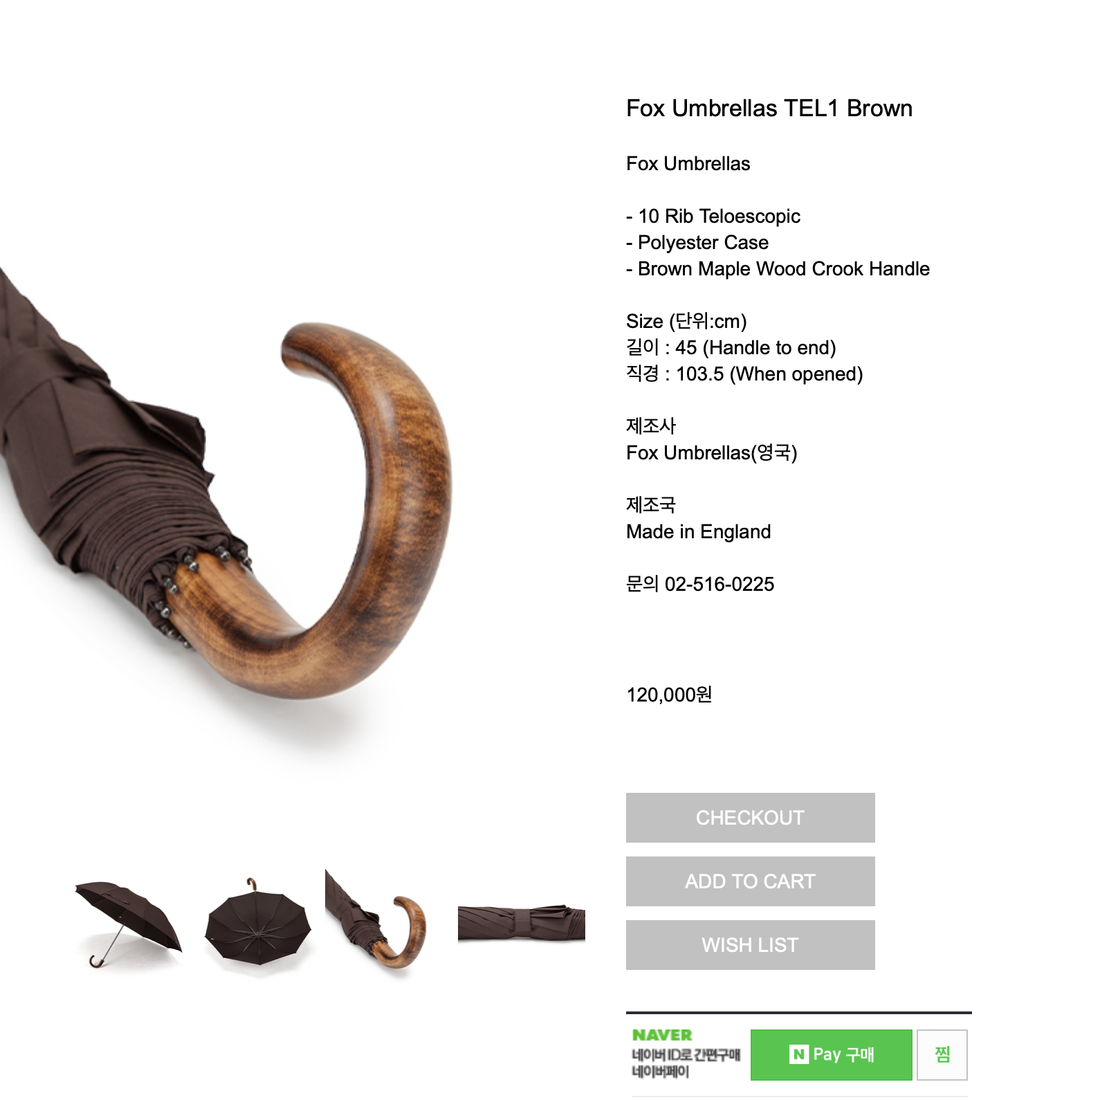 Fox Umbrellas TEL1 Brown
Fox Umbrellas
- 10 Rib Teloescopic
- Polyester Case
- Brown Maple Wood Crook Handle
Size (단위:cm)
길이 : 45 (Handle to end)
직경 : 103.5 (When opened)
제조사
Fox Umbrellas(영국)
제조국
Made in England
문의 02-516-0225
120,000원
CHECKOUT
ADD TO CART
WISH LIST
NAVER
네이버 ID로 간편구매
네이버페이
N Pay 구매
찜